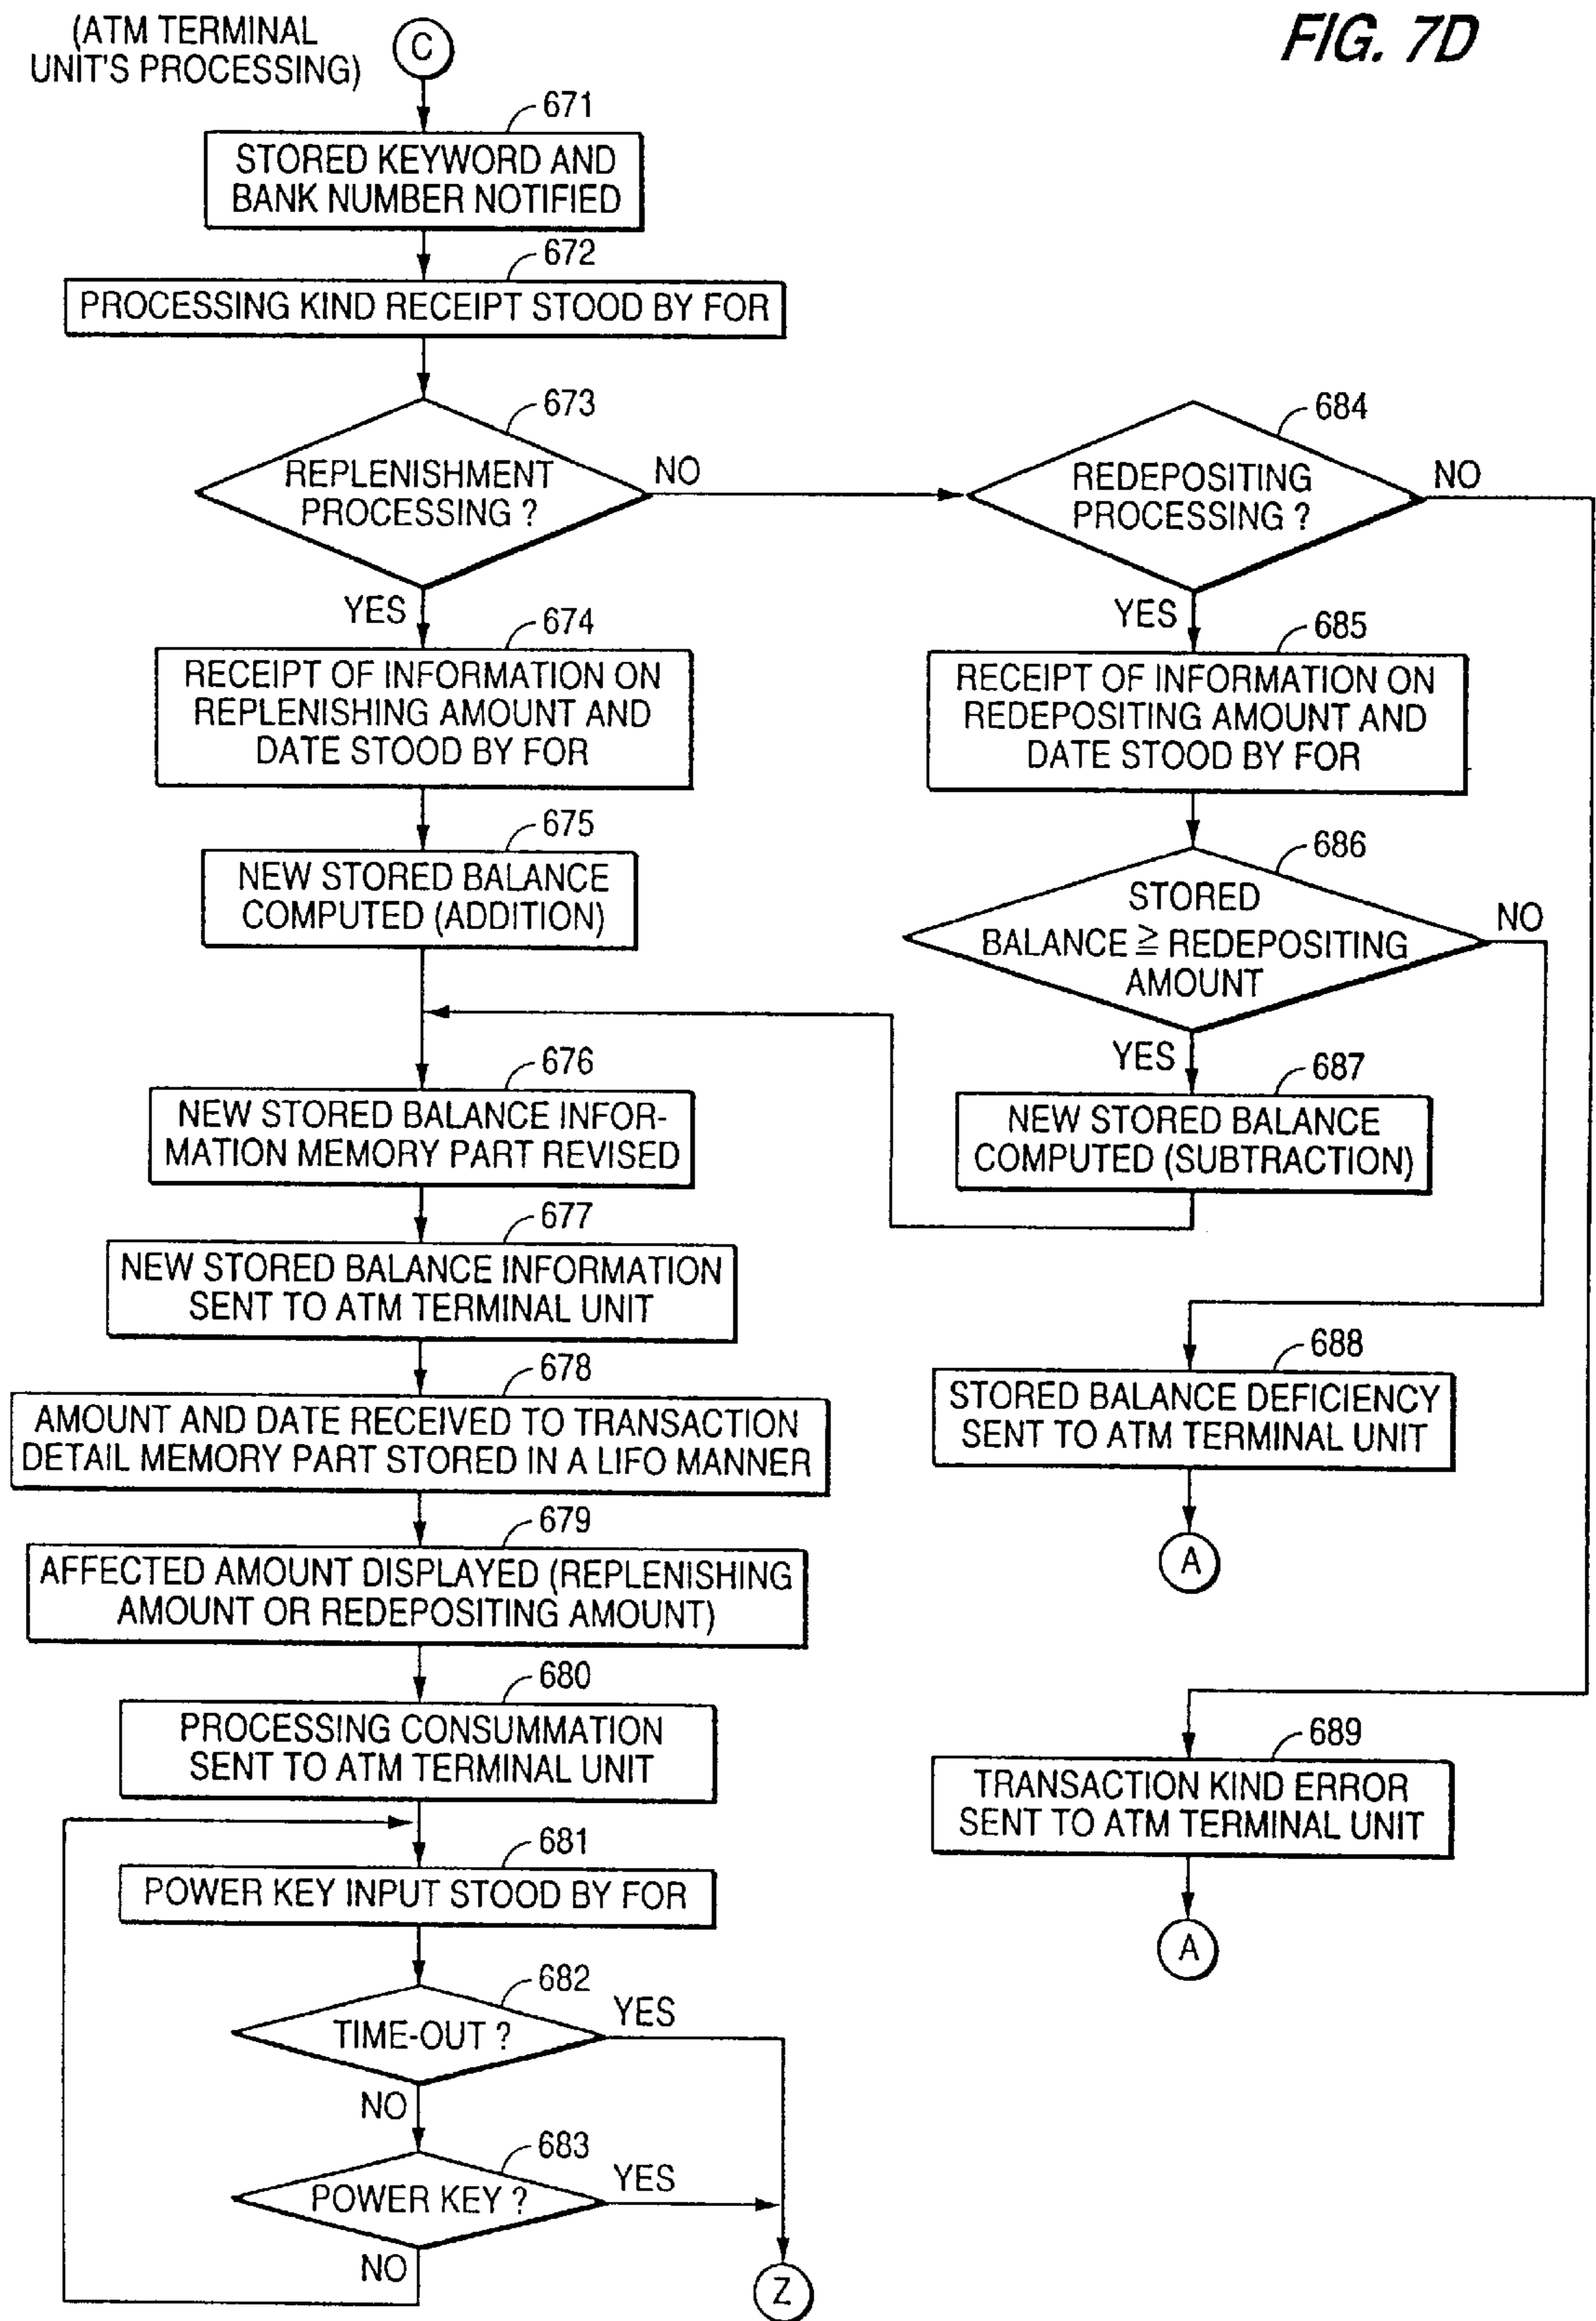 (ATM TERMINAL
UNIT'S PROCESSING)
C
FIG. 7D
671
STORED KEYWORD AND
BANK NUMBER NOTIFIED
672
PROCESSING KIND RECEIPT STOOD BY FOR
673
REPLENISHMENT
PROCESSING ?
NO
YES
684
REDEPOSITING
PROCESSING ?
NO
YES
674
RECEIPT OF INFORMATION ON
REPLENISHING AMOUNT AND
DATE STOOD BY FOR
685
RECEIPT OF INFORMATION ON
REDEPOSITING AMOUNT AND
DATE STOOD BY FOR
675
NEW STORED BALANCE
COMPUTED (ADDITION)
686
STORED
BALANCE ≧ REDEPOSITING
AMOUNT
NO
YES
676
NEW STORED BALANCE INFOR-
MATION MEMORY PART REVISED
687
NEW STORED BALANCE
COMPUTED (SUBTRACTION)
677
NEW STORED BALANCE INFORMATION
SENT TO ATM TERMINAL UNIT
678
AMOUNT AND DATE RECEIVED TO TRANSACTION
DETAIL MEMORY PART STORED IN A LIFO MANNER
688
STORED BALANCE DEFICIENCY
SENT TO ATM TERMINAL UNIT
A
679
AFFECTED AMOUNT DISPLAYED (REPLENISHING
AMOUNT OR REDEPOSITING AMOUNT)
680
PROCESSING CONSUMMATION
SENT TO ATM TERMINAL UNIT
689
TRANSACTION KIND ERROR
SENT TO ATM TERMINAL UNIT
A
681
POWER KEY INPUT STOOD BY FOR
682
TIME-OUT ?
YES
NO
683
POWER KEY ?
YES
NO
Z